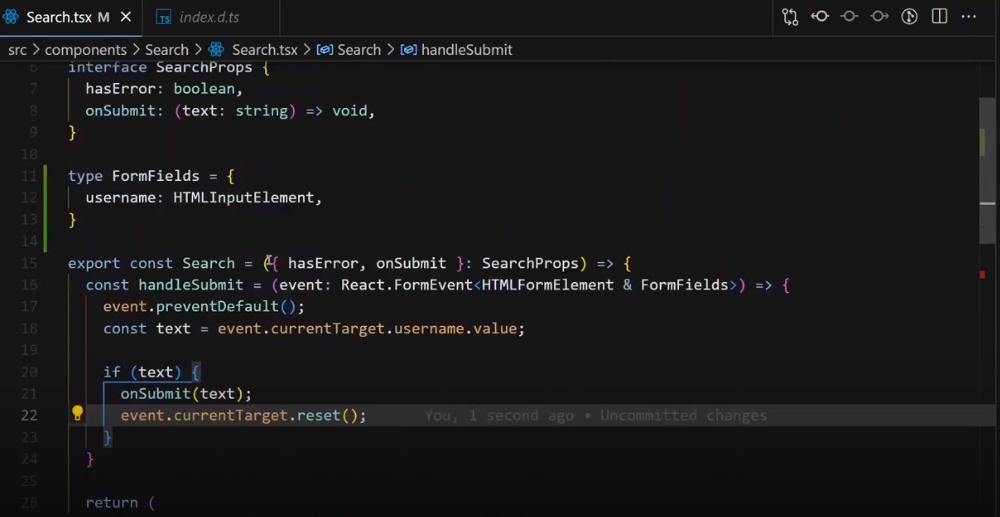 Search.tsx M
TS index.d.ts
src > components > Search > Search.tsx > Search > handleSubmit
6 interface SearchProps {
7 hasError: boolean,
8 onSubmit: (text: string) => void,
9 }
10
11 type FormFields = {
12 username: HTMLInputElement,
13 }
14
15 export const Search = ({ hasError, onSubmit }: SearchProps) => {
16 const handleSubmit = (event: React.FormEvent<HTMLFormElement & FormFields>) => {
17 event.preventDefault();
18 const text = event.currentTarget.username.value;
19
20 if (text) {
21 onSubmit(text);
22 event.currentTarget.reset(); You, 1 second ago • Uncommitted changes
23 }
24 }
25
26 return (